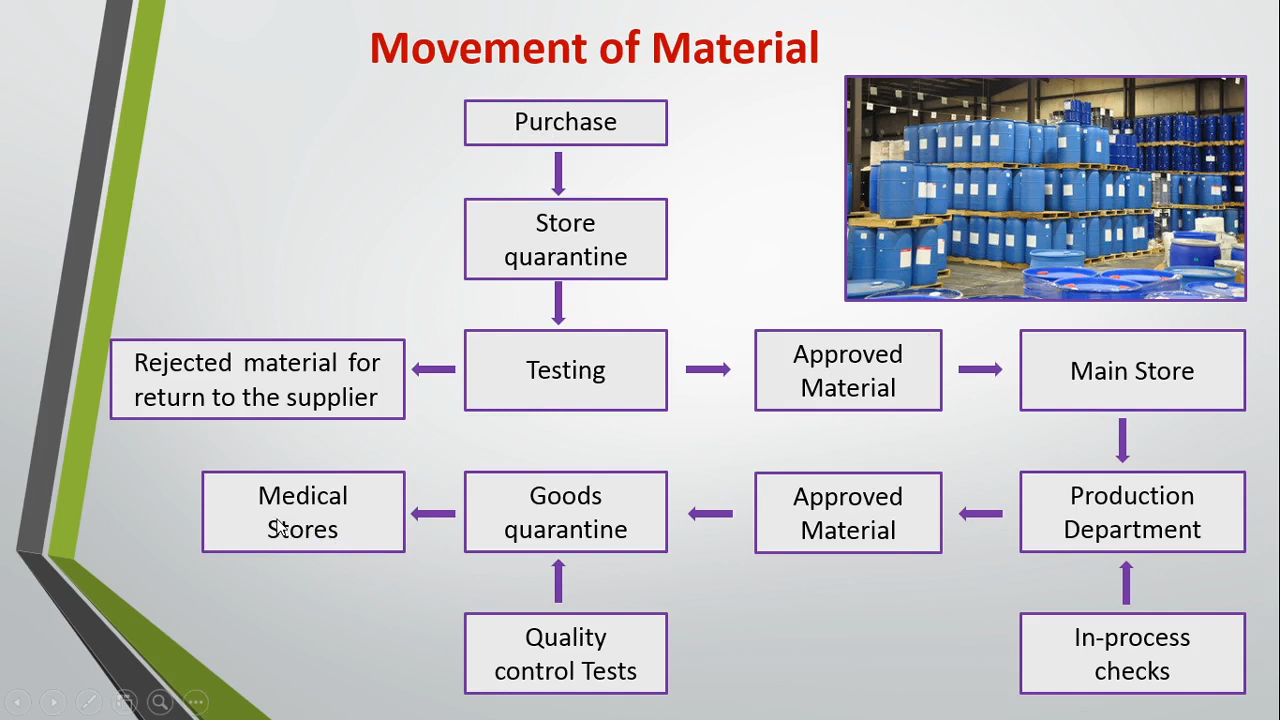 Movement of Material
Purchase
Store
quarantine
Rejected material for
return to the supplier
Testing
Approved
Material
Main Store
Medical
Stores
Goods
quarantine
Approved
Material
Production
Department
Quality
control Tests
In-process
checks